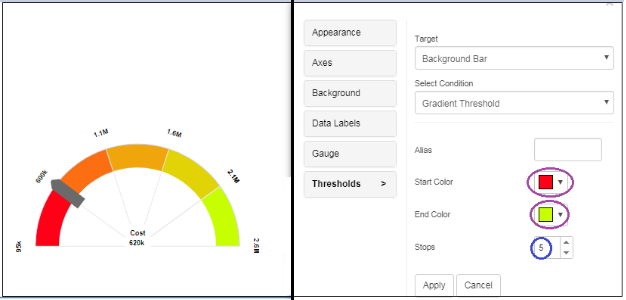 1.1M
1.6M
600k
2.1M
Cost
620k
95k
2.6M
Appearance
Axes
Background
Data Labels
Gauge
Thresholds >
Target
Background Bar
Select Condition
Gradient Threshold
Alias
Start Color
End Color
Stops
5
Apply
Cancel